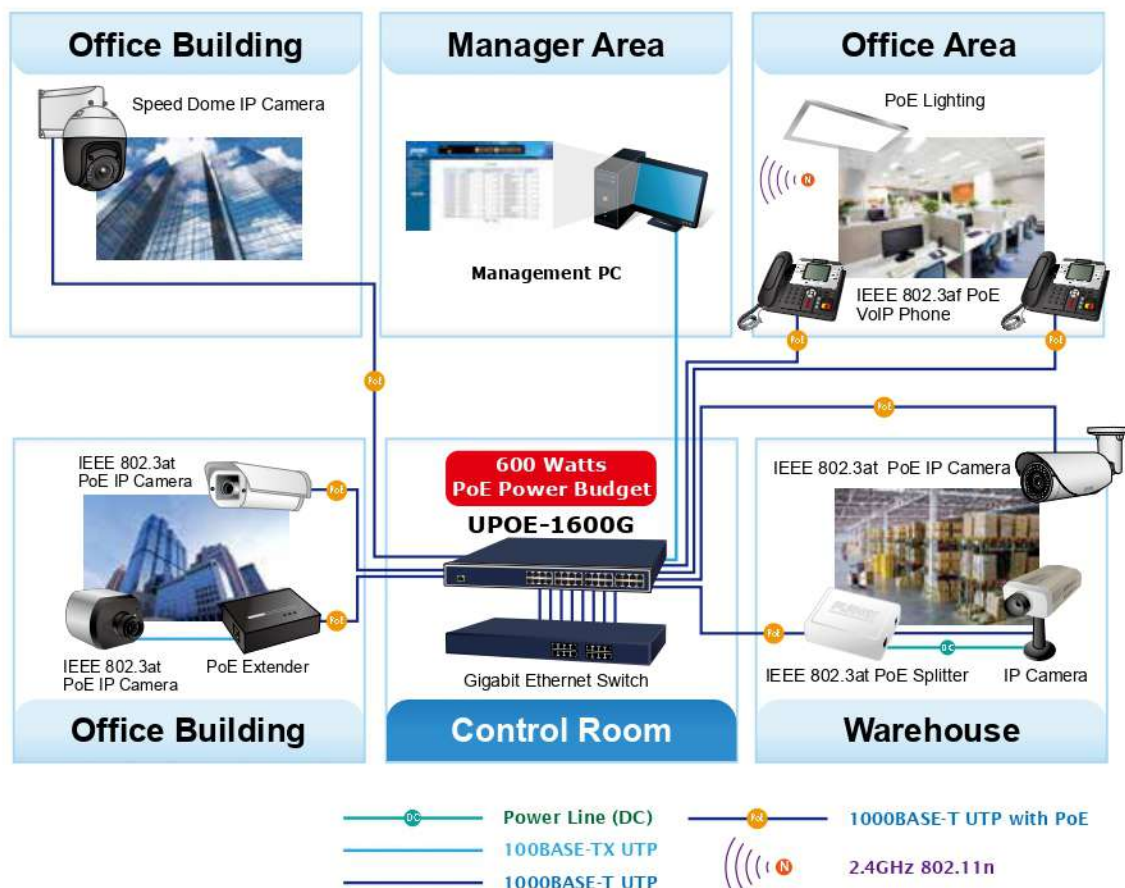 Office Building
Speed Dome IP Camera
Manager Area
Management PC
Office Area
PoE Lighting
N
IEEE 802.3af PoE
VoIP Phone
PoE
PoE
PoE
PoE
IEEE 802.3at
PoE IP Camera
PoE
IEEE 802.3at
PoE IP Camera
PoE Extender
PoE
Office Building
600 Watts
PoE Power Budget
UPOE-1600G
Gigabit Ethernet Switch
Control Room
IEEE 802.3at PoE IP Camera
PoE
DC
IEEE 802.3at PoE Splitter
IP Camera
Warehouse
DC
Power Line (DC)
PoE
1000BASE-T UTP with PoE
100BASE-TX UTP
N
2.4GHz 802.11n
1000BASE-T UTP